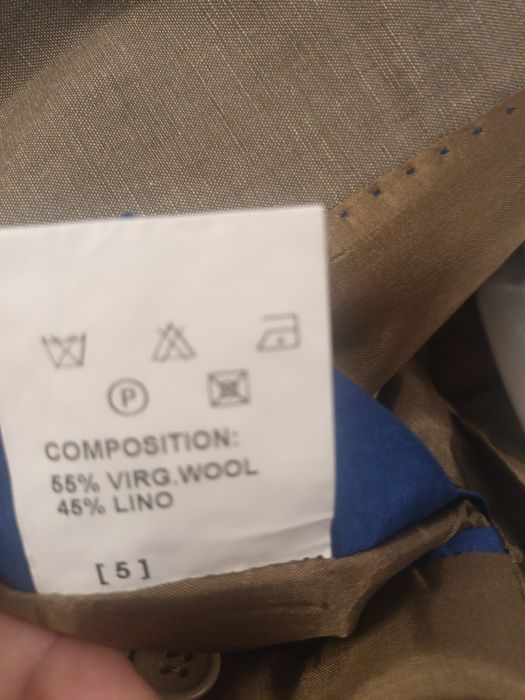 P
COMPOSITION:
55% VIRG.WOOL
45% LINO
[5]